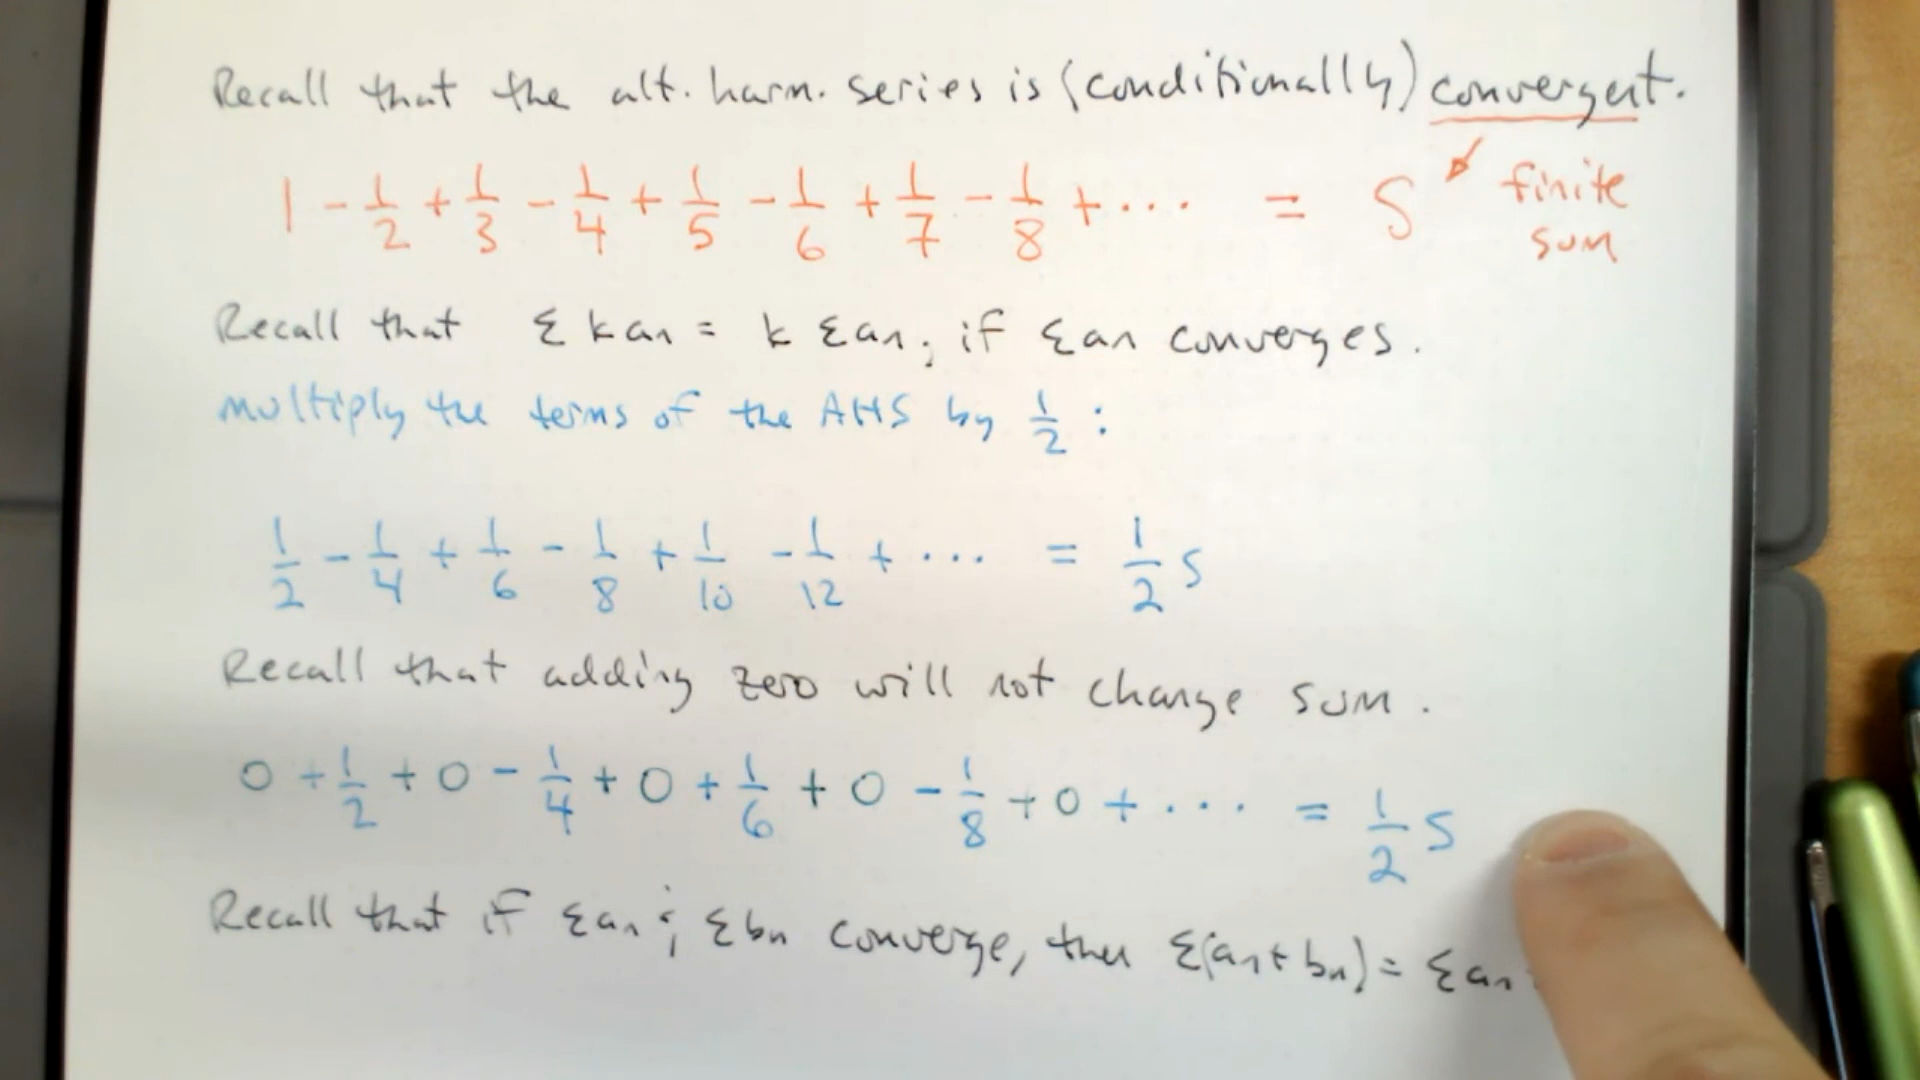 Recall that the alt. harm. series is (conditionally) convergent.
1 - 1/2 + 1/3 - 1/4 + 1/5 - 1/6 + 1/7 - 1/8 + ··· = S finite sum
Recall that Σ k an = k Σ an, if Σ an converges.
multiply the terms of the AHS by 1/2 :
1/2 - 1/4 + 1/6 - 1/8 + 1/10 - 1/12 + ··· = 1/2 S
Recall that adding zero will not change sum.
0 + 1/2 + 0 - 1/4 + 0 + 1/6 + 0 - 1/8 + 0 + ··· = 1/2 S
Recall that if Σ an ; Σ bn converge, then Σ(an + bn) = Σ an